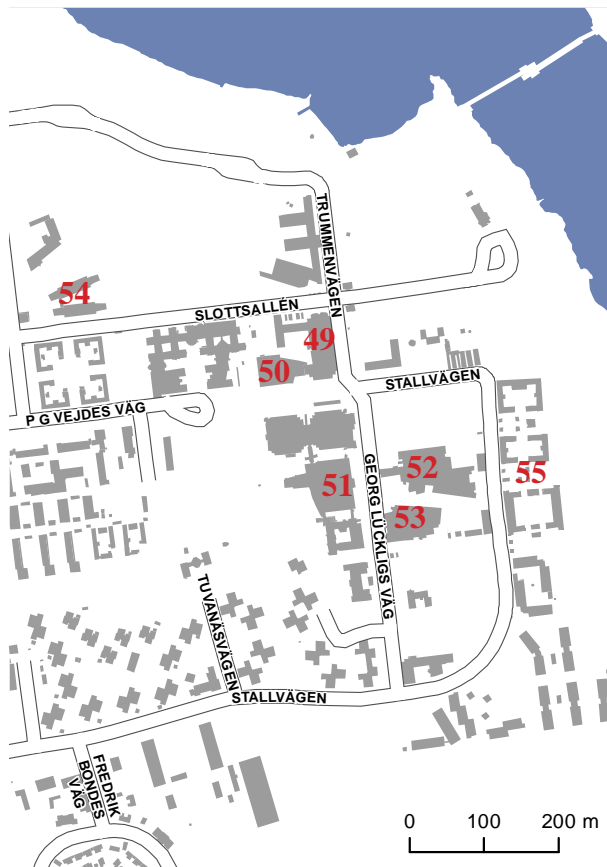 TRUMMENVÄGEN
54
SLOTTSALLÉN
49
50
STALLVÄGEN
P G VEJDES VÄG
GEORG LÜCKLIGS VÄG
52
55
51
53
TUVANÄSVÄGEN
STALLVÄGEN
FREDRIK
BONDES
VÄG
0 100 200 m